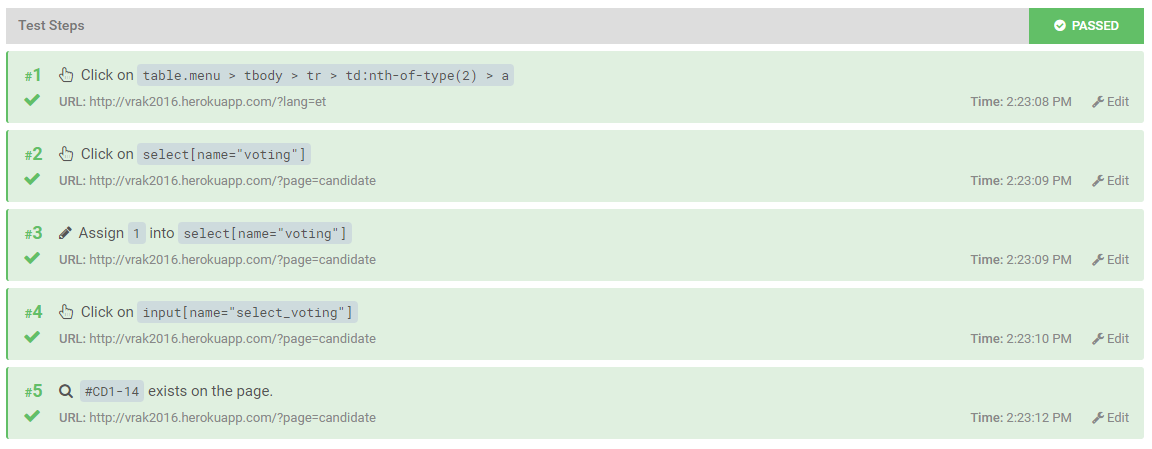 Test Steps PASSED
#1 Click on table.menu > tbody > tr > td:nth-of-type(2) > a
URL: http://vrak2016.herokuapp.com/?lang=et Time: 2:23:08 PM Edit
#2 Click on select[name="voting"]
URL: http://vrak2016.herokuapp.com/?page=candidate Time: 2:23:09 PM Edit
#3 Assign 1 into select[name="voting"]
URL: http://vrak2016.herokuapp.com/?page=candidate Time: 2:23:09 PM Edit
#4 Click on input[name="select_voting"]
URL: http://vrak2016.herokuapp.com/?page=candidate Time: 2:23:10 PM Edit
#5 #CD1-14 exists on the page.
URL: http://vrak2016.herokuapp.com/?page=candidate Time: 2:23:12 PM Edit